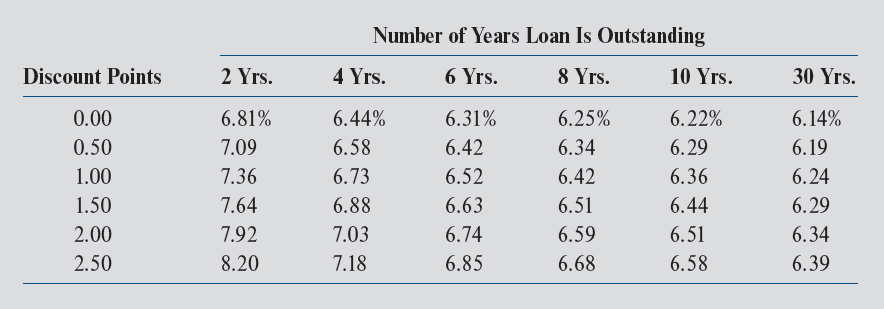 Number of Years Loan Is Outstanding
Discount Points 2 Yrs. 4 Yrs. 6 Yrs. 8 Yrs. 10 Yrs. 30 Yrs.
0.00 6.81% 6.44% 6.31% 6.25% 6.22% 6.14%
0.50 7.09 6.58 6.42 6.34 6.29 6.19
1.00 7.36 6.73 6.52 6.42 6.36 6.24
1.50 7.64 6.88 6.63 6.51 6.44 6.29
2.00 7.92 7.03 6.74 6.59 6.51 6.34
2.50 8.20 7.18 6.85 6.68 6.58 6.39